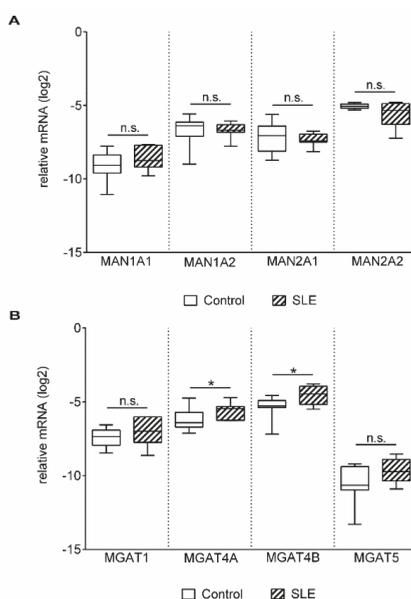 A
relative mRNA (log2)
0
-5
-10
-15
n.s.
n.s.
n.s.
n.s.
MAN1A1 MAN1A2 MAN2A1 MAN2A2
Control SLE
B
relative mRNA (log2)
0
-5
-10
-15
n.s.
*
*
n.s.
MGAT1 MGAT4A MGAT4B MGAT5
Control SLE